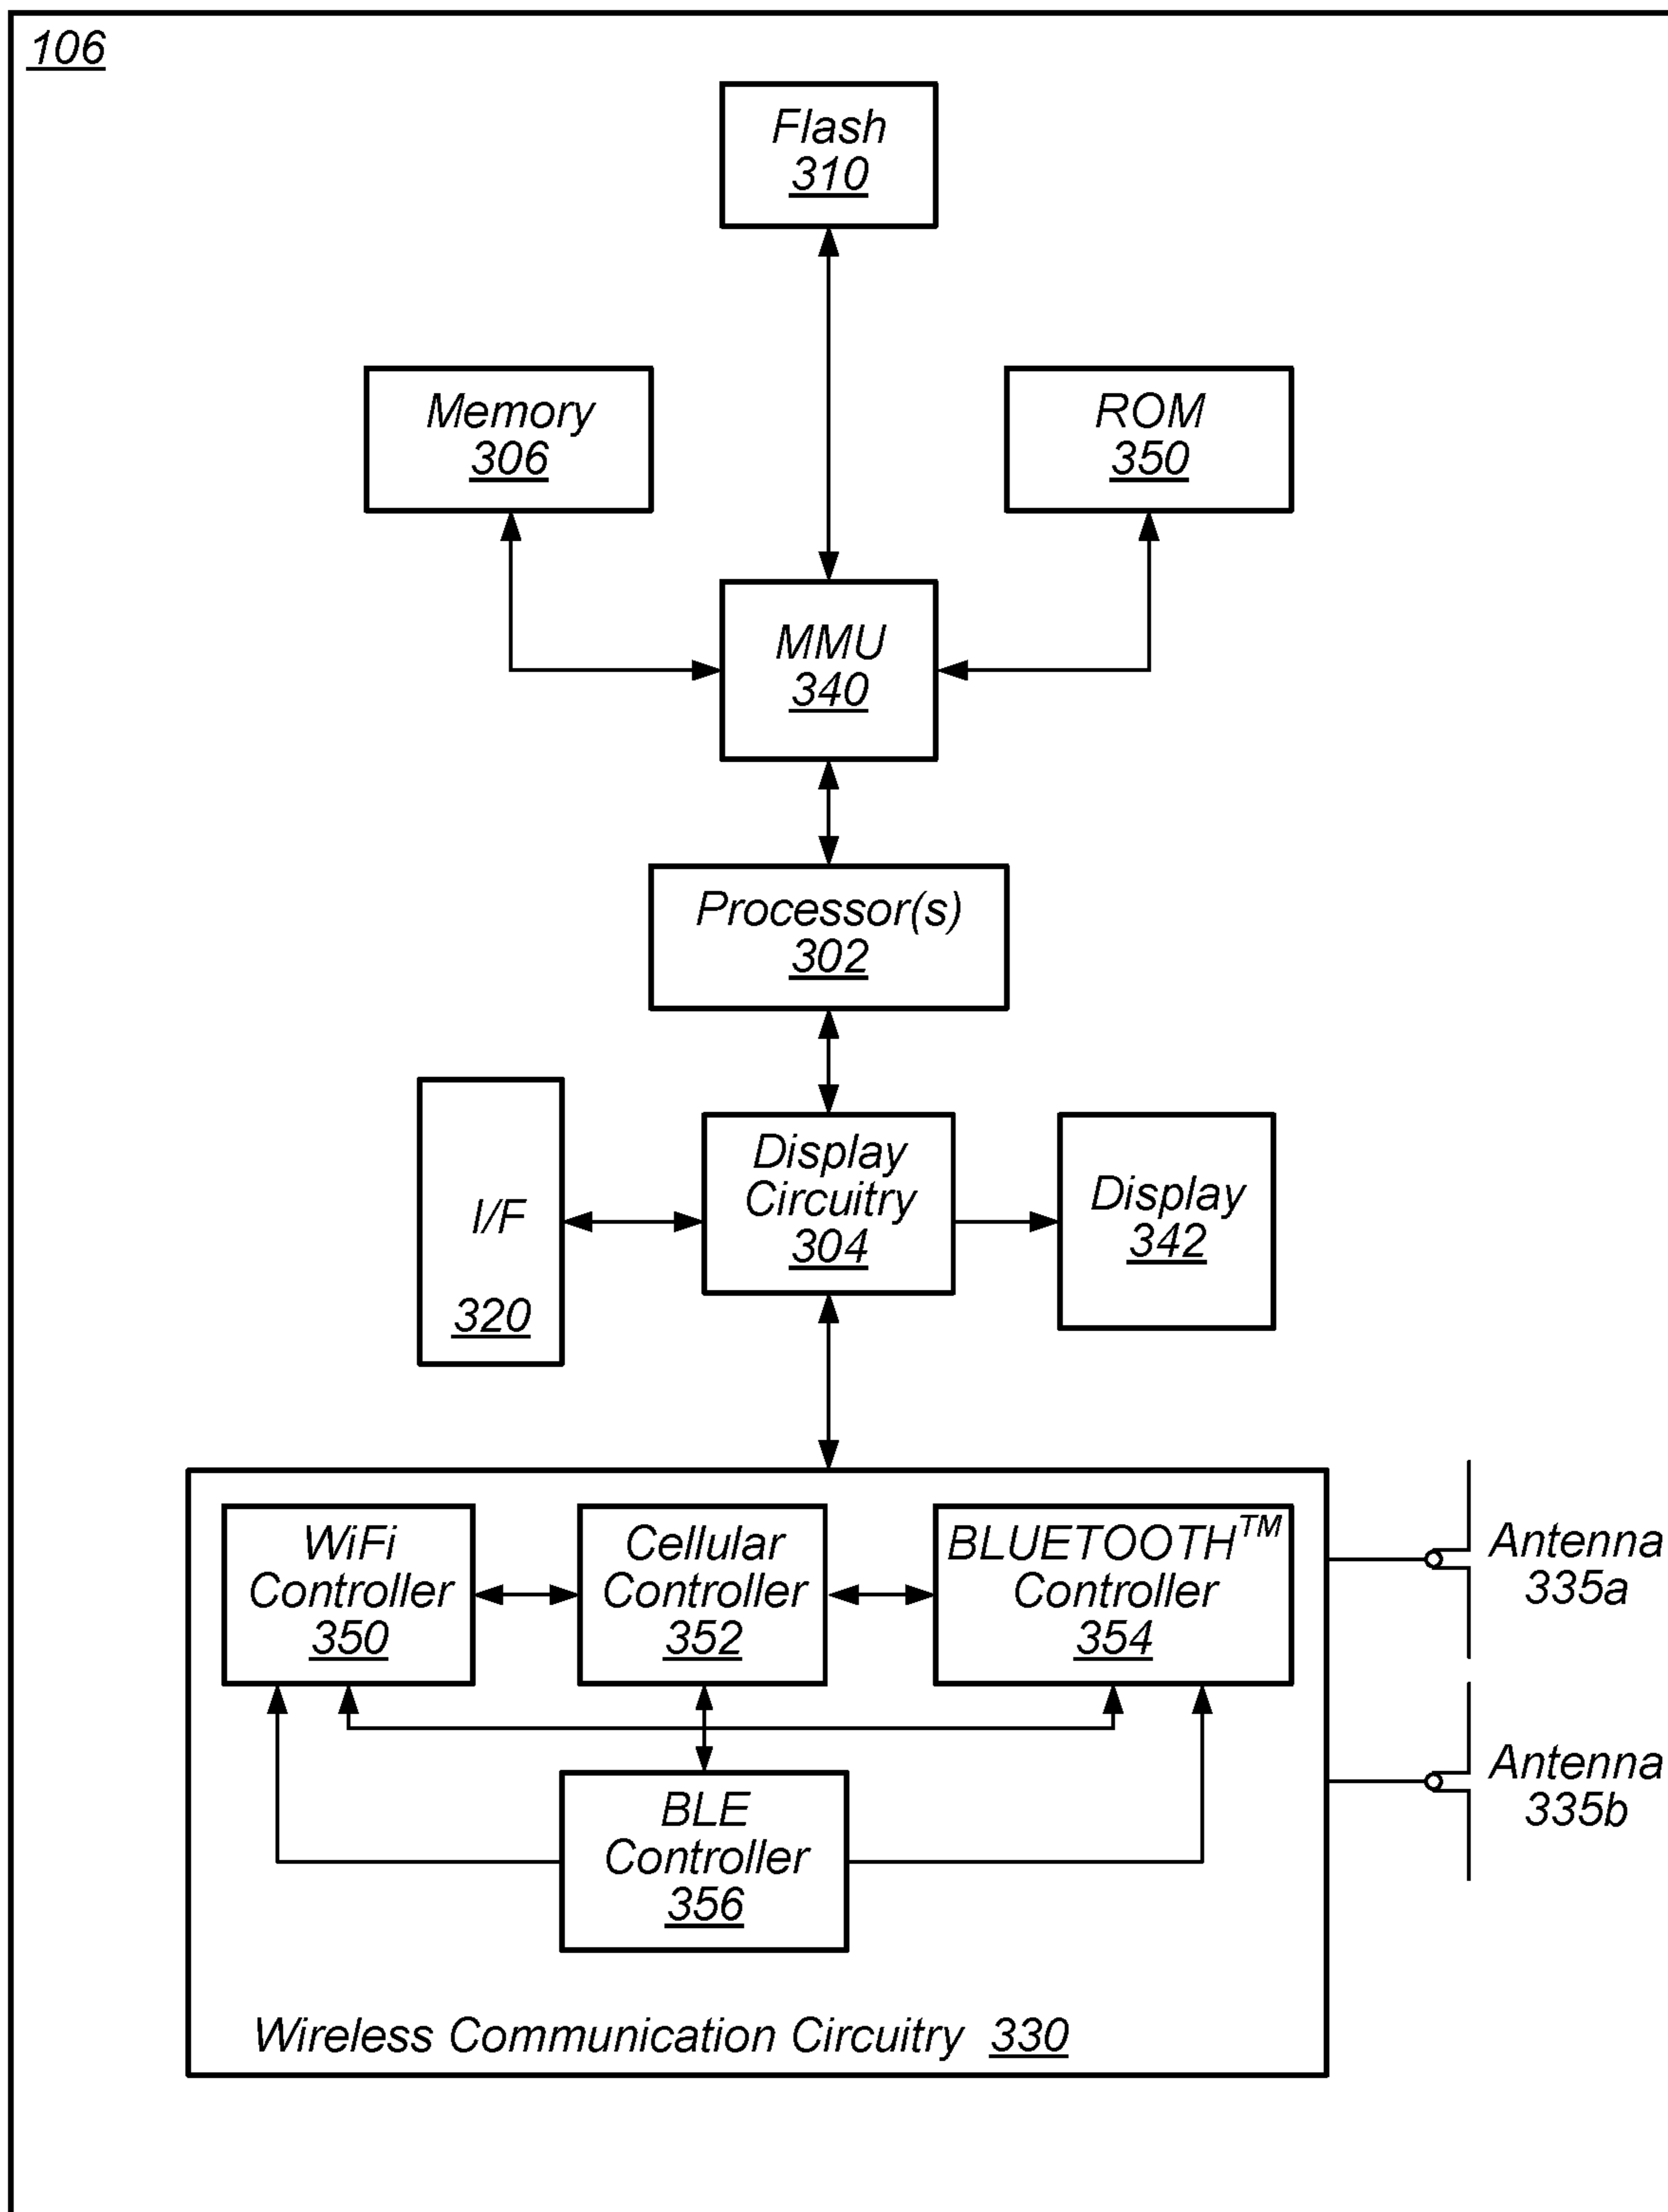 106
Flash
310
Memory
306
ROM
350
MMU
340
Processor(s)
302
I/F
320
Display
Circuitry
304
Display
342
WiFi
Controller
350
Cellular
Controller
352
BLUETOOTH™
Controller
354
Antenna
335a
BLE
Controller
356
Antenna
335b
Wireless Communication Circuitry 330